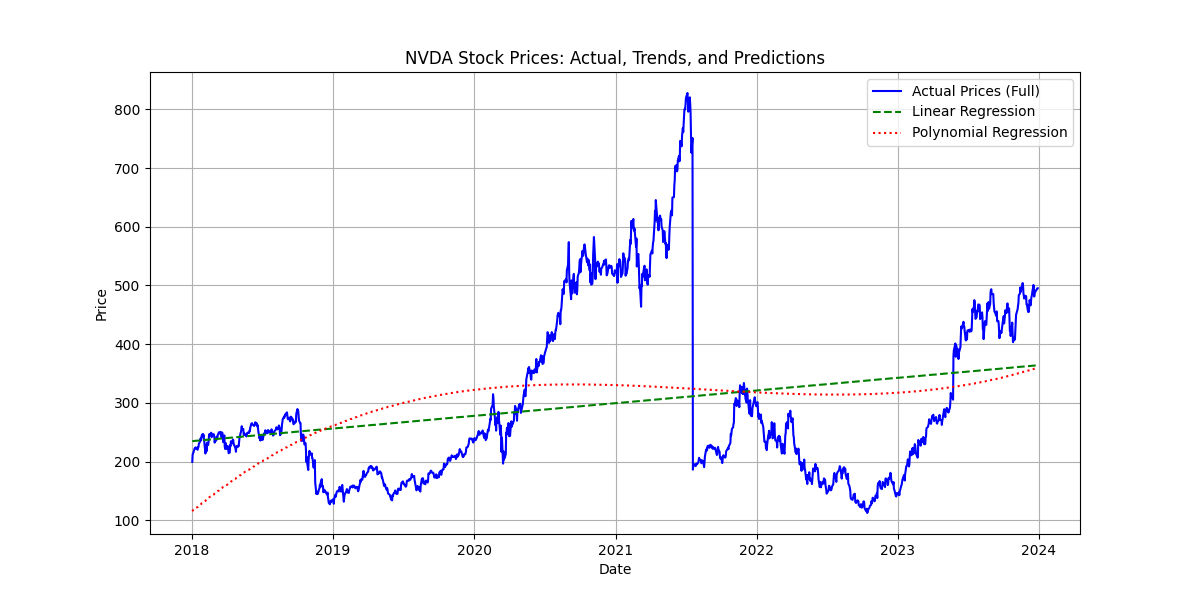 NVDA Stock Prices: Actual, Trends, and Predictions
Actual Prices (Full)
Linear Regression
Polynomial Regression
800
700
600
500
400
300
200
100
Price
2018 2019 2020 2021 2022 2023 2024
Date